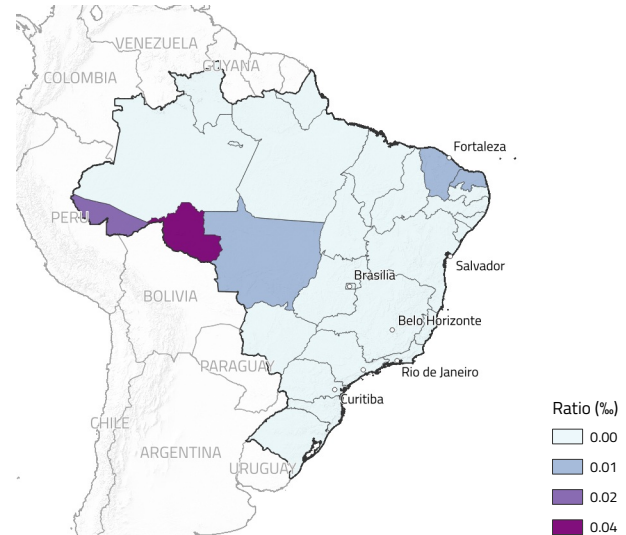 VENEZUELA
GUYANA
COLOMBIA
Fortaleza
PERU
Salvador
Brasilia
BOLIVIA
Belo Horizonte
PARAGUAY
Rio de Janeiro
Curitiba
CHILE
ARGENTINA
URUGUAY
Ratio (‰)
0.00
0.01
0.02
0.04